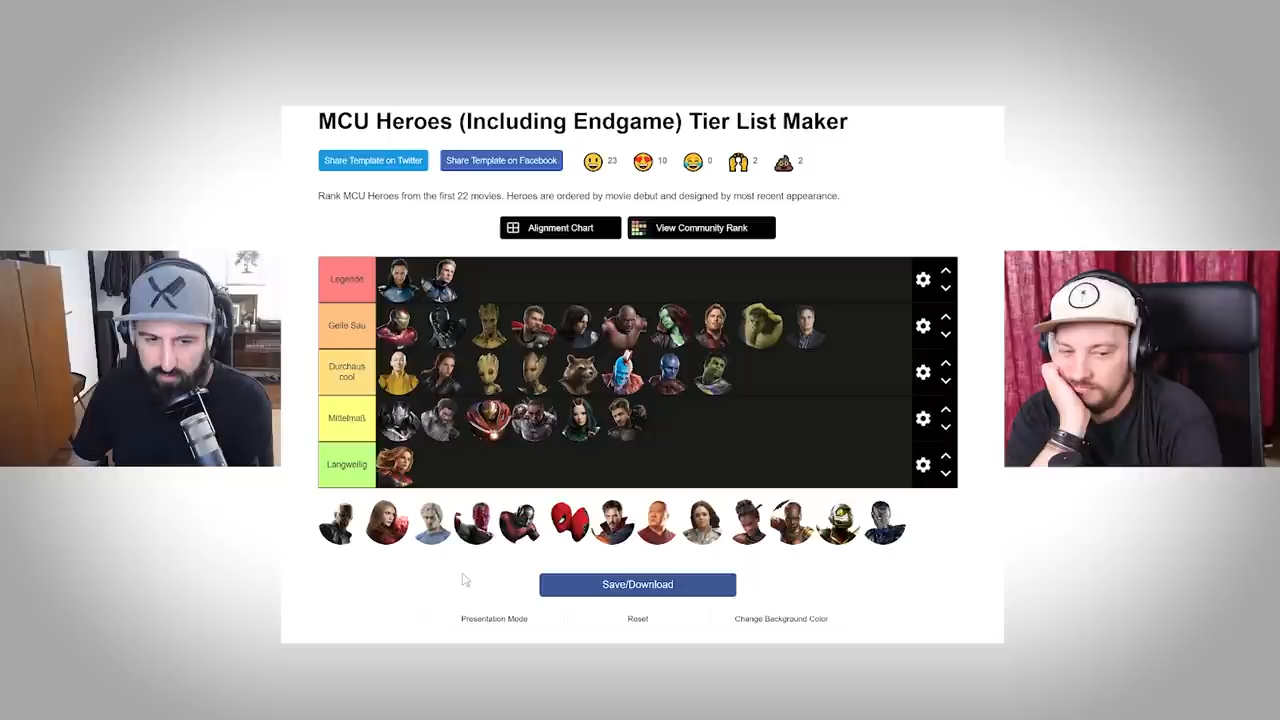 MCU Heroes (Including Endgame) Tier List Maker
Share Template on Twitter
Share Template on Facebook
23
10
0
2
2
Rank MCU Heroes from the first 22 movies. Heroes are ordered by movie debut and designed by most recent appearance.
Alignment Chart
View Community Rank
Legende
Geile Sau
Durchaus
cool
Mittelmaß
Langweilig
Save/Download
Presentation Mode
Reset
Change Background Color